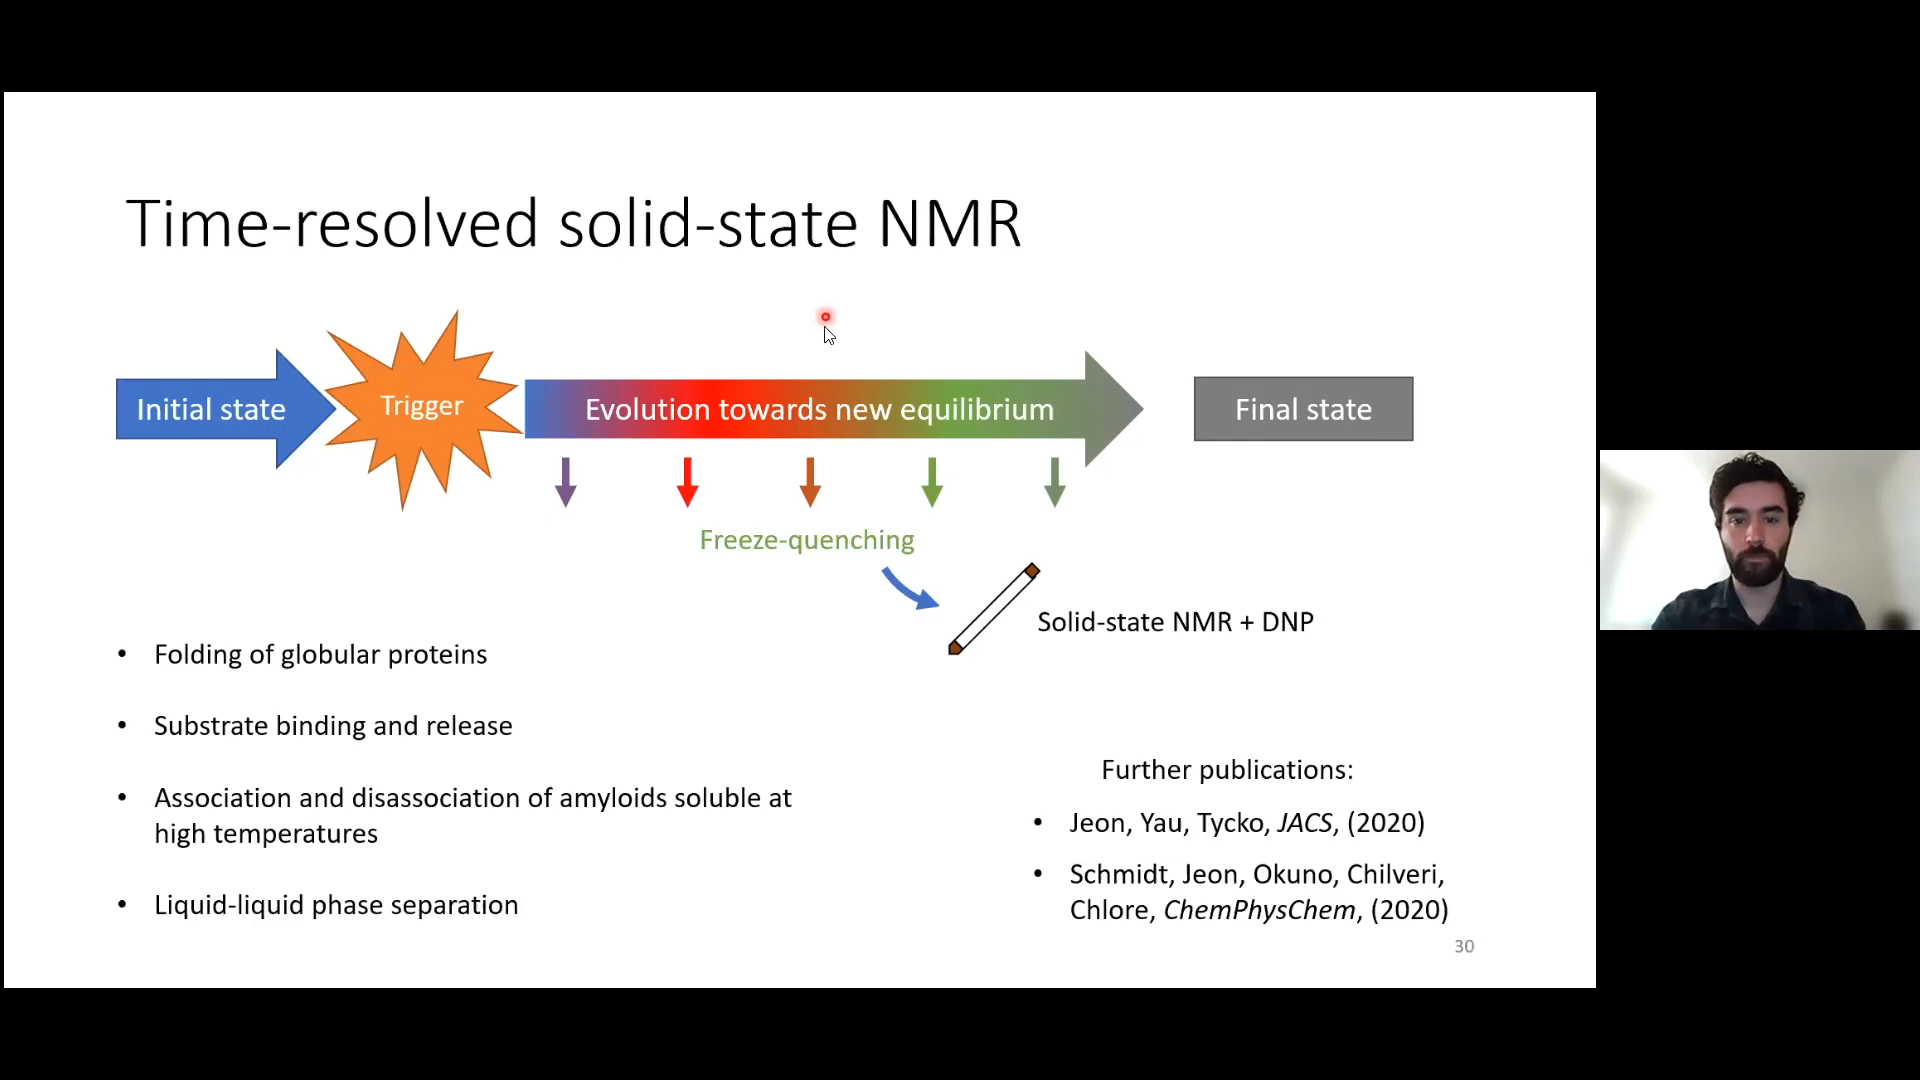 Time-resolved solid-state NMR
Initial state
Trigger
Evolution towards new equilibrium
Final state
Freeze-quenching
Solid-state NMR + DNP
• Folding of globular proteins
• Substrate binding and release
• Association and disassociation of amyloids soluble at
high temperatures
• Liquid-liquid phase separation
Further publications:
• Jeon, Yau, Tycko, JACS, (2020)
• Schmidt, Jeon, Okuno, Chilveri,
Chlore, ChemPhysChem, (2020)
30